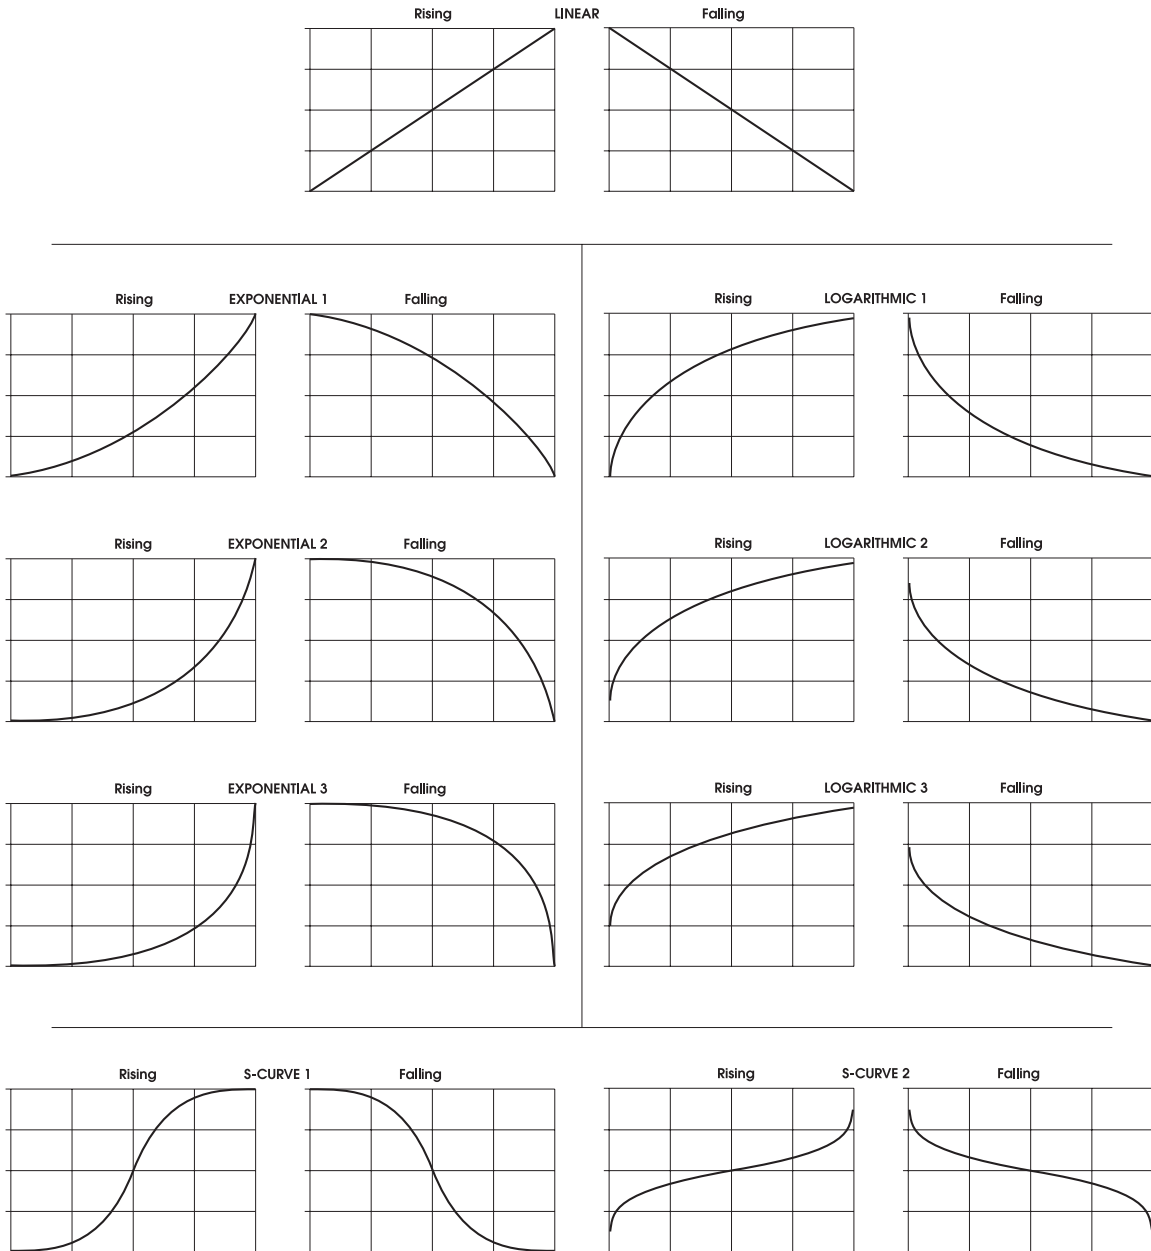 Rising LINEAR Falling
Rising EXPONENTIAL 1 Falling
Rising LOGARITHMIC 1 Falling
Rising EXPONENTIAL 2 Falling
Rising LOGARITHMIC 2 Falling
Rising EXPONENTIAL 3 Falling
Rising LOGARITHMIC 3 Falling
Rising S-CURVE 1 Falling
Rising S-CURVE 2 Falling